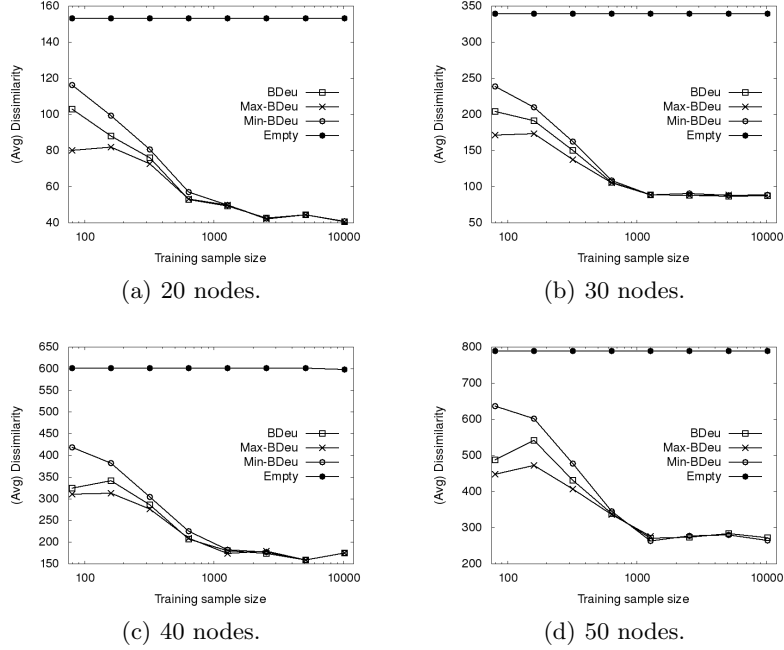 160
140
120
100
80
60
40
(Avg) Dissimilarity
BDeu
Max-BDeu
Min-BDeu
Empty
100 1000 10000
Training sample size
(a) 20 nodes.
350
300
250
200
150
100
50
(Avg) Dissimilarity
BDeu
Max-BDeu
Min-BDeu
Empty
100 1000 10000
Training sample size
(b) 30 nodes.
650
600
550
500
450
400
350
300
250
200
150
(Avg) Dissimilarity
BDeu
Max-BDeu
Min-BDeu
Empty
100 1000 10000
Training sample size
(c) 40 nodes.
800
700
600
500
400
300
200
(Avg) Dissimilarity
BDeu
Max-BDeu
Min-BDeu
Empty
100 1000 10000
Training sample size
(d) 50 nodes.